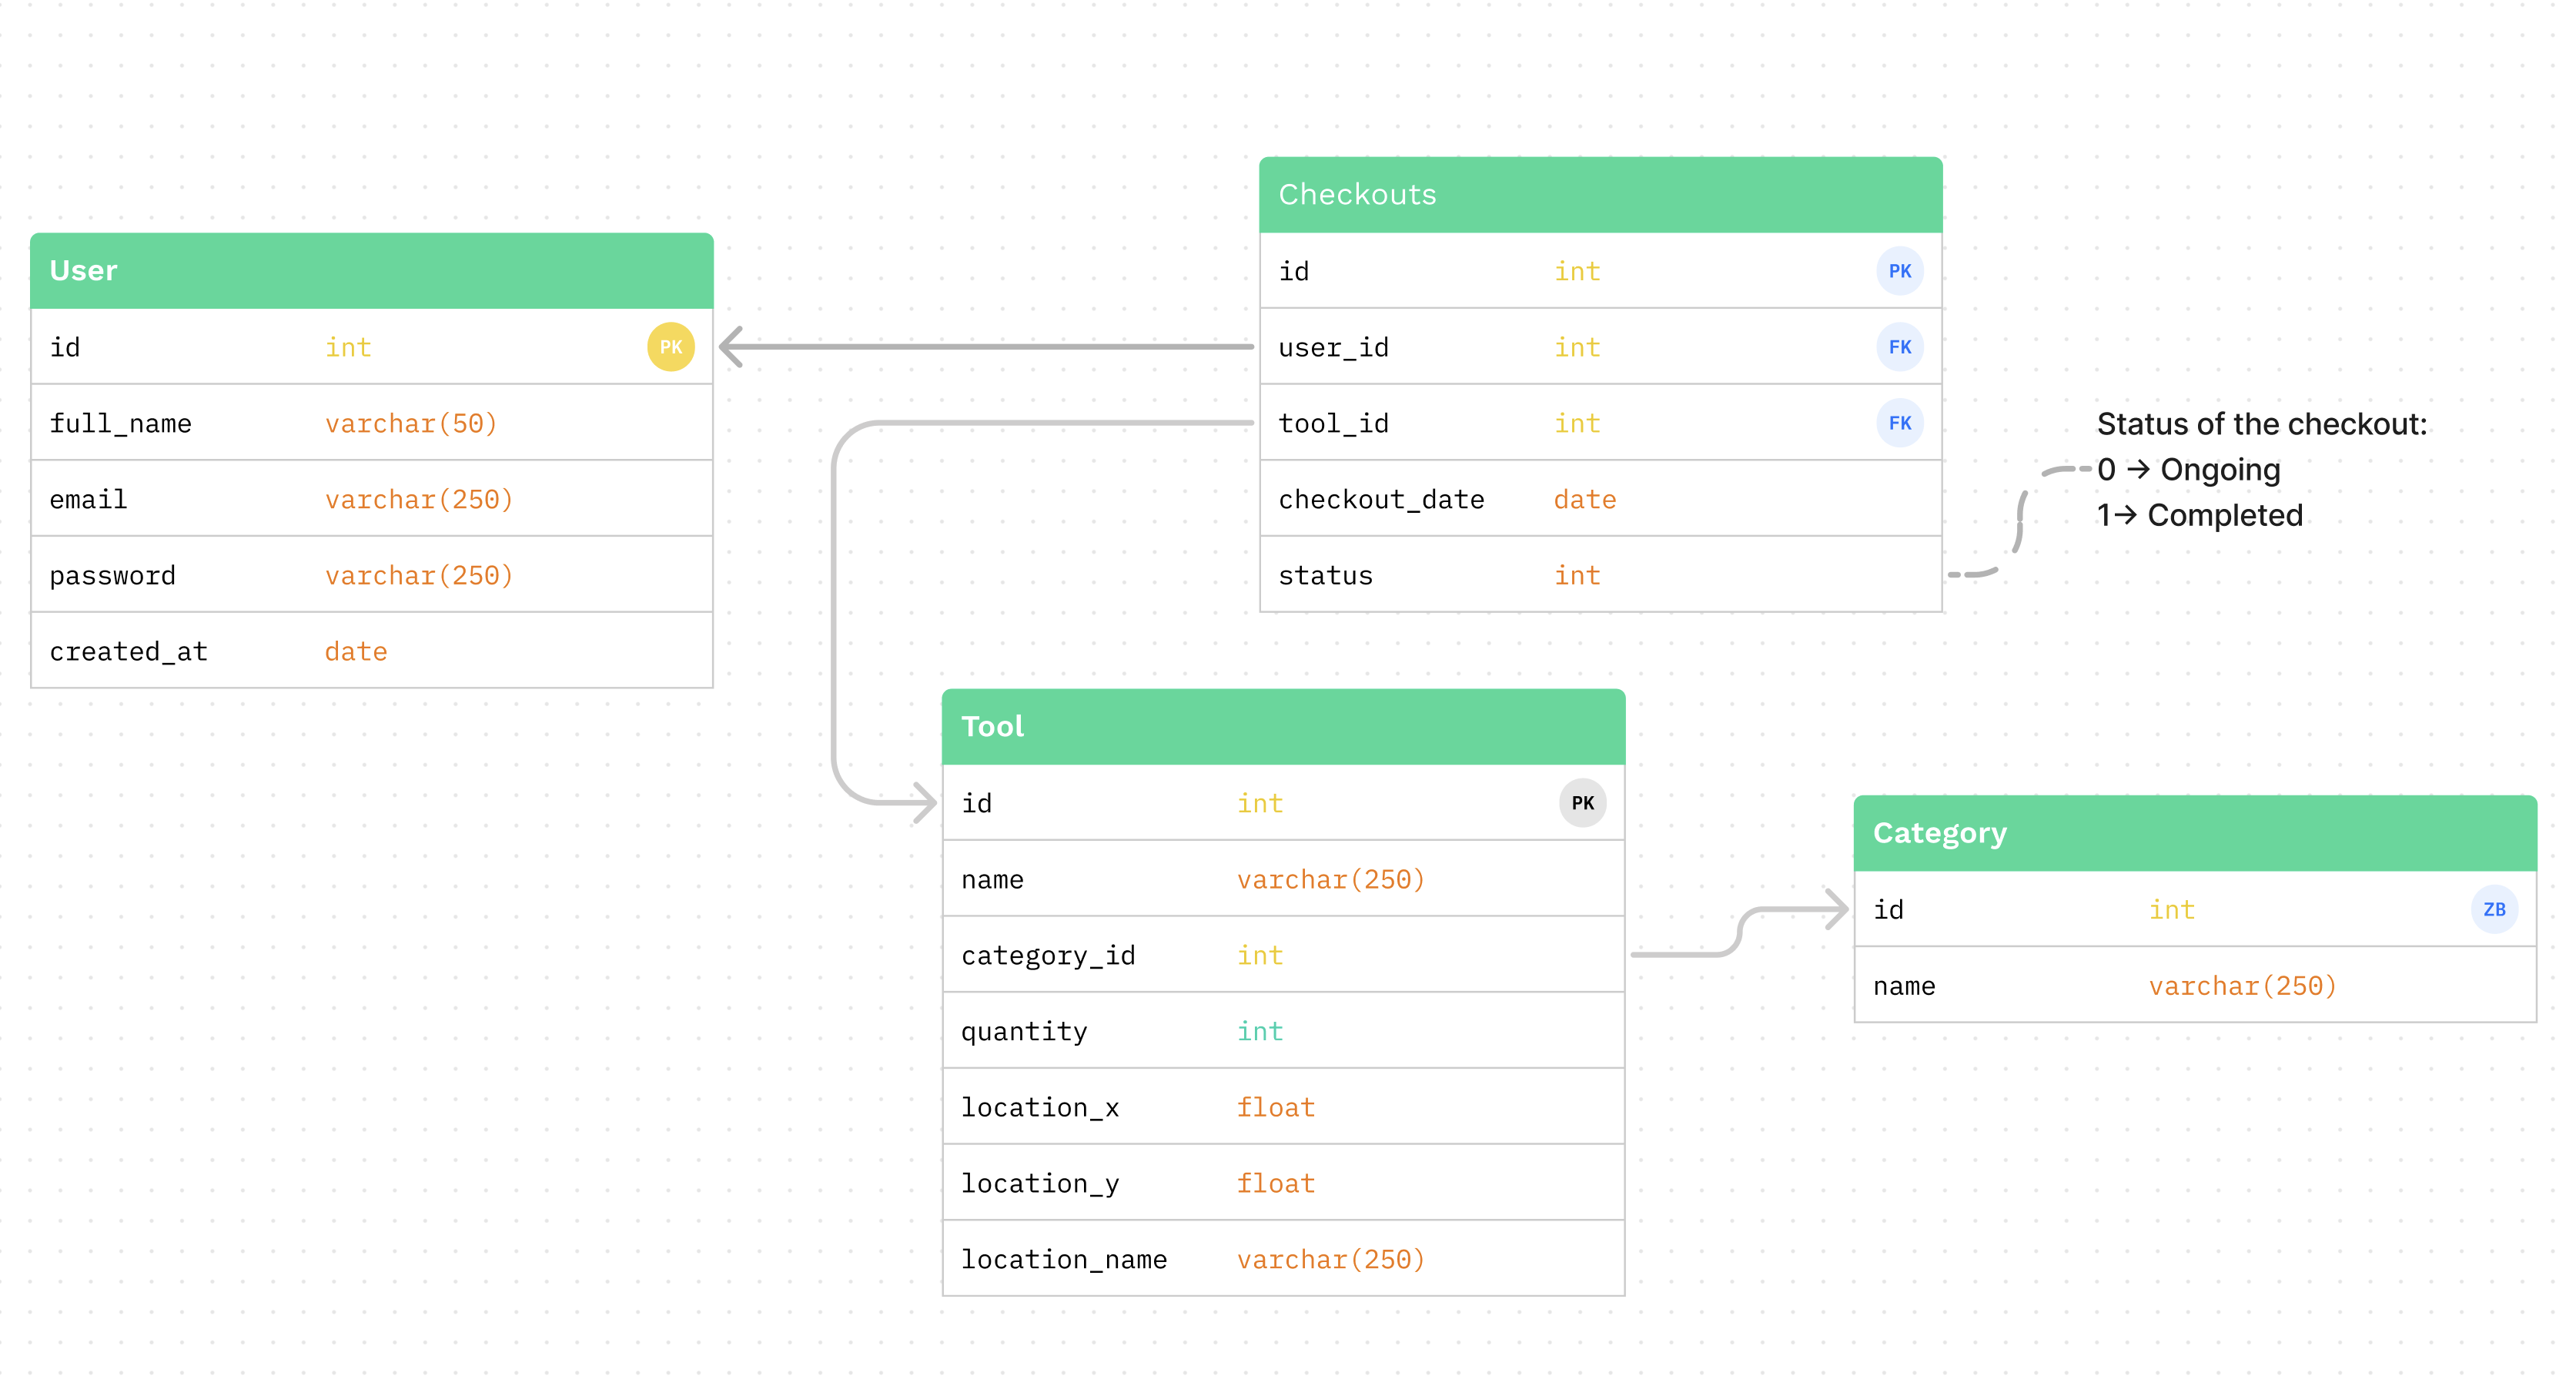 Checkouts
id int PK
user_id int FK
tool_id int FK
checkout_date date
status int
User
id int PK
full_name varchar(50)
email varchar(250)
password varchar(250)
created_at date
Status of the checkout:
0 → Ongoing
1→ Completed
Tool
id int PK
name varchar(250)
category_id int
quantity int
location_x float
location_y float
location_name varchar(250)
Category
id int ZB
name varchar(250)